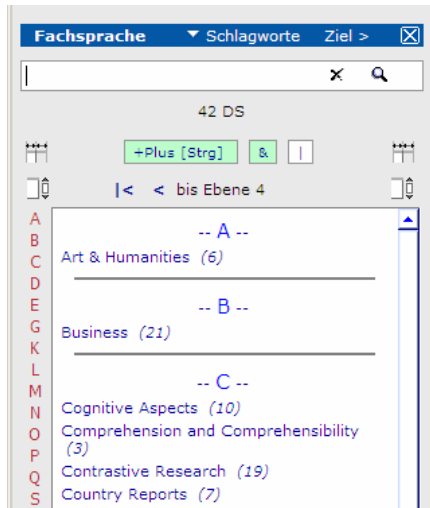 Fachsprache ▼ Schlagworte Ziel >
42 DS
+Plus [Strg] & |
|< < bis Ebene 4
A
B
C
D
E
G
K
L
M
N
O
P
Q
S
-- A --
Art & Humanities (6)
-- B --
Business (21)
-- C --
Cognitive Aspects (10)
Comprehension and Comprehensibility
(3)
Contrastive Research (19)
Country Reports (7)